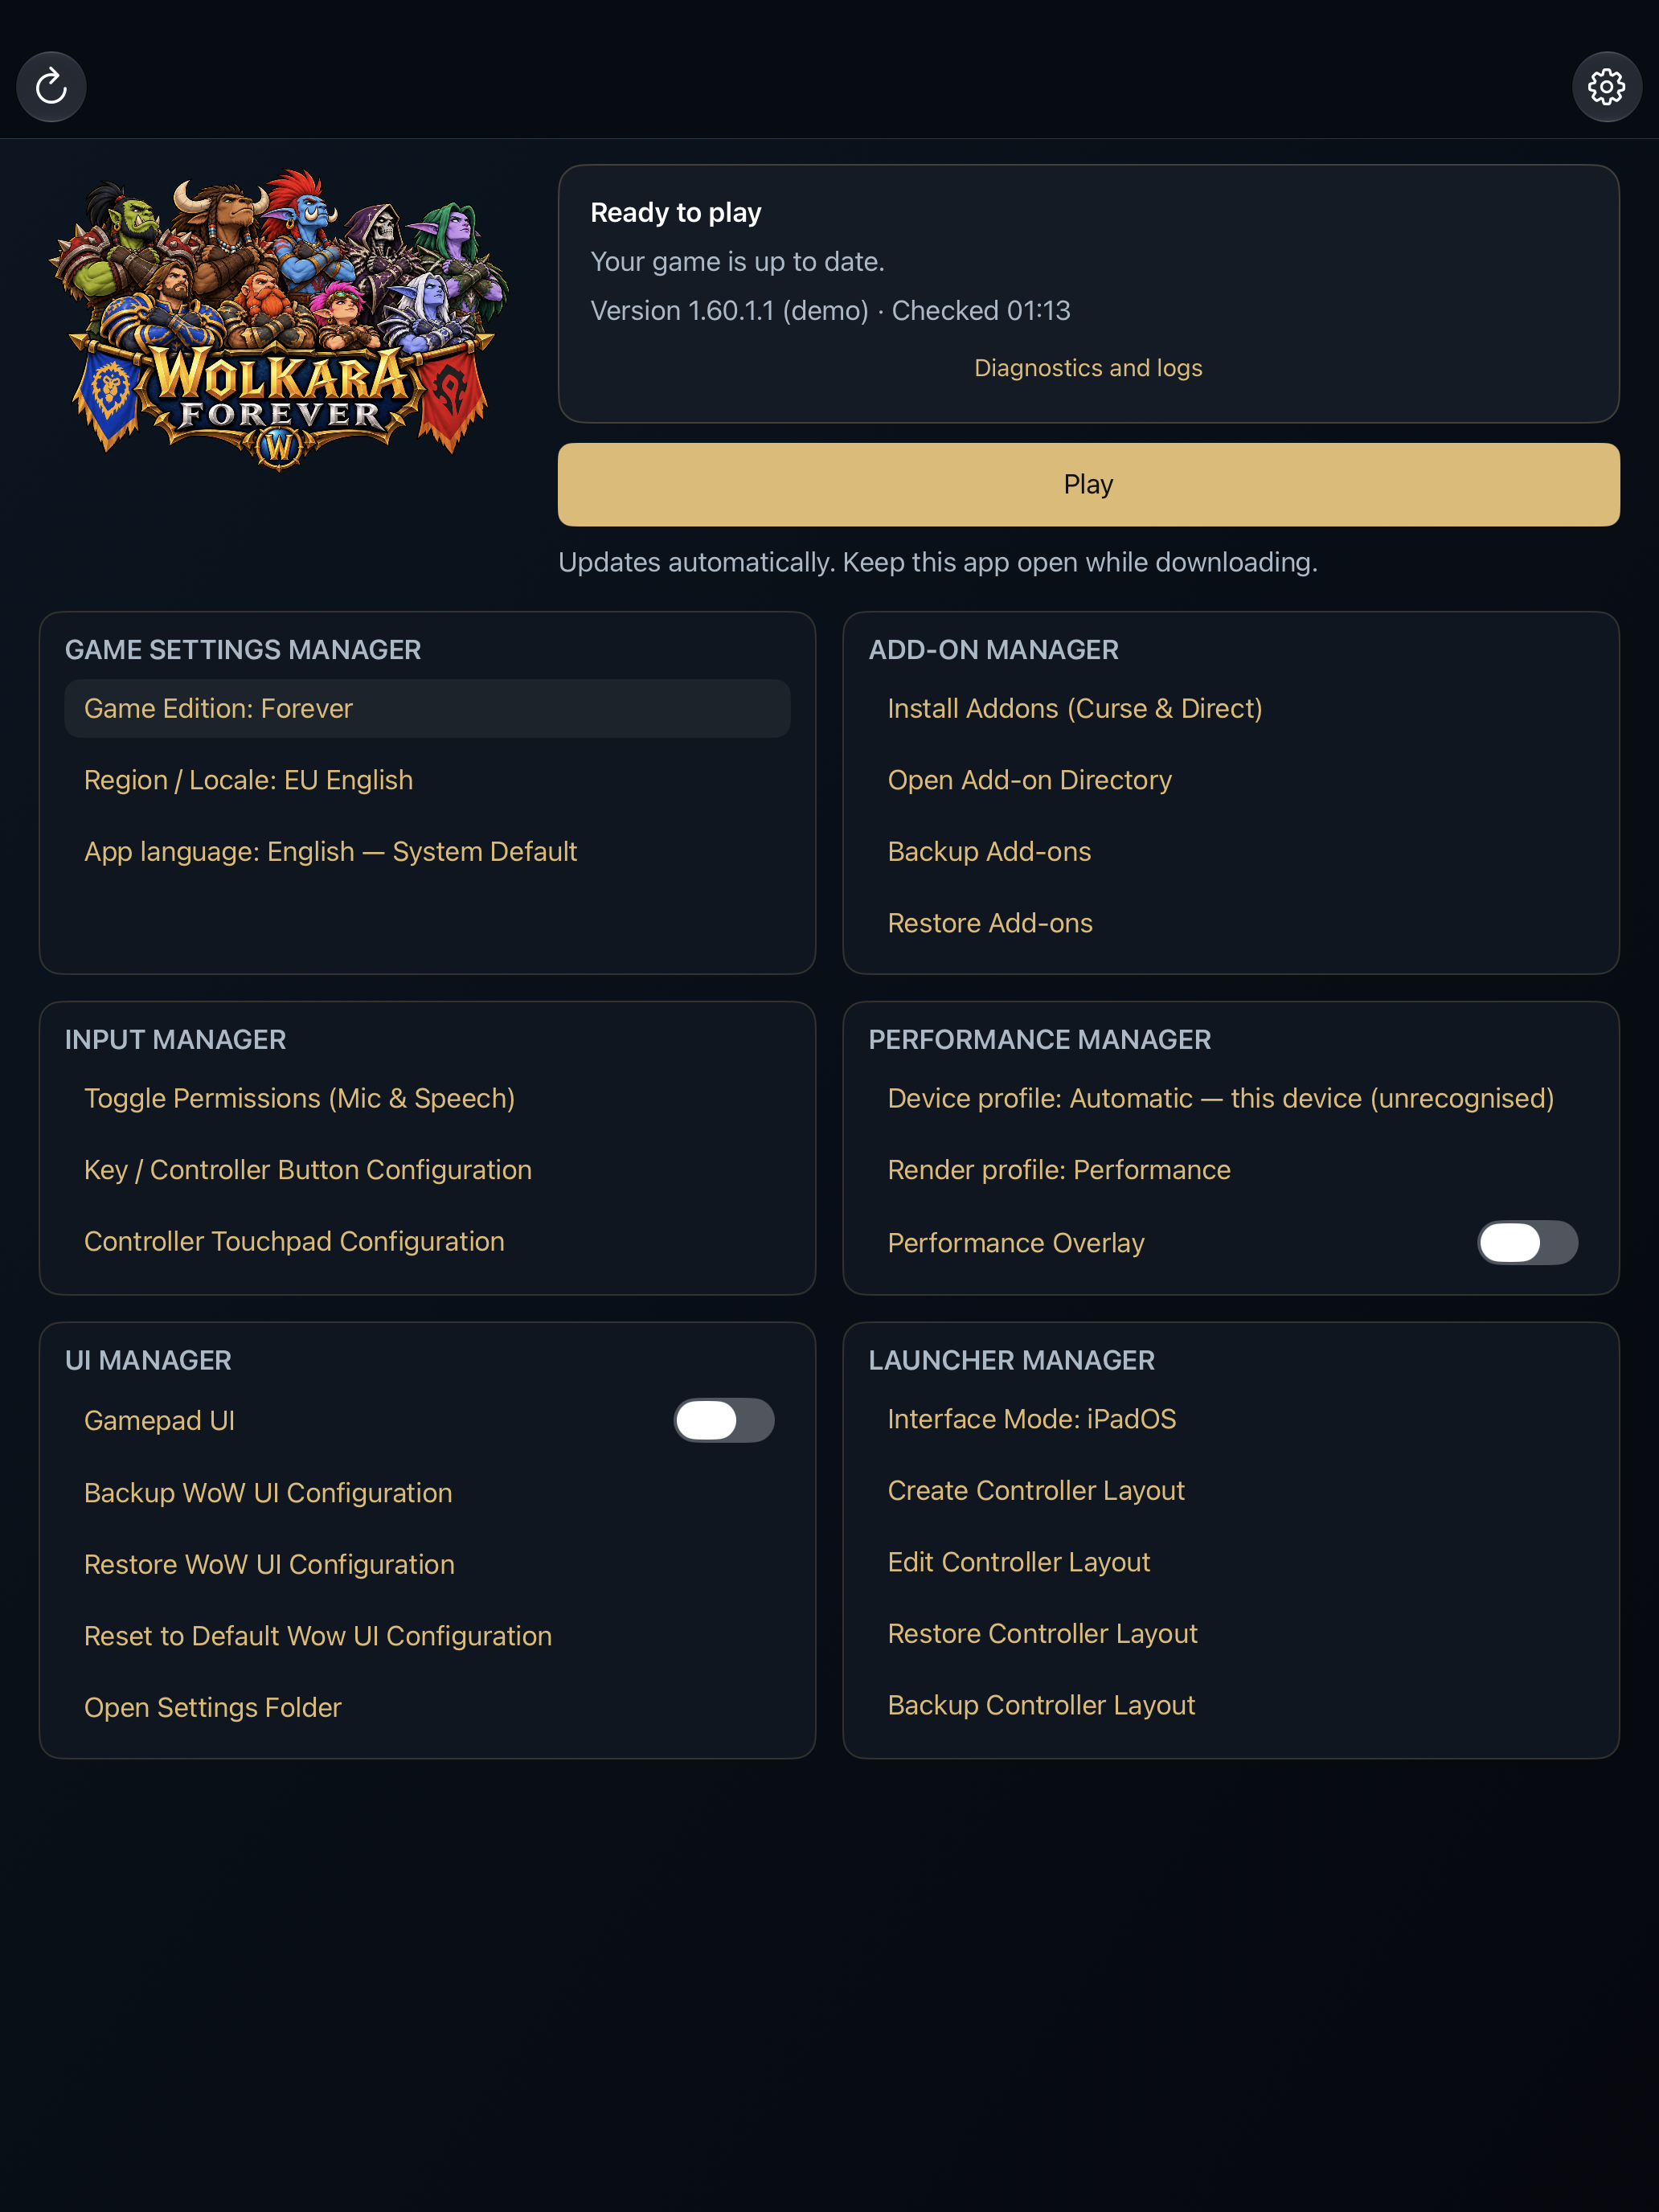 WOLKARA
FOREVER
W
Ready to play
Your game is up to date.
Version 1.60.1.1 (demo) · Checked 01:13
Diagnostics and logs
Play
Updates automatically. Keep this app open while downloading.
GAME SETTINGS MANAGER
Game Edition: Forever
Region / Locale: EU English
App language: English — System Default
ADD-ON MANAGER
Install Addons (Curse & Direct)
Open Add-on Directory
Backup Add-ons
Restore Add-ons
INPUT MANAGER
Toggle Permissions (Mic & Speech)
Key / Controller Button Configuration
Controller Touchpad Configuration
PERFORMANCE MANAGER
Device profile: Automatic — this device (unrecognised)
Render profile: Performance
Performance Overlay
UI MANAGER
Gamepad UI
Backup WoW UI Configuration
Restore WoW UI Configuration
Reset to Default Wow UI Configuration
Open Settings Folder
LAUNCHER MANAGER
Interface Mode: iPadOS
Create Controller Layout
Edit Controller Layout
Restore Controller Layout
Backup Controller Layout